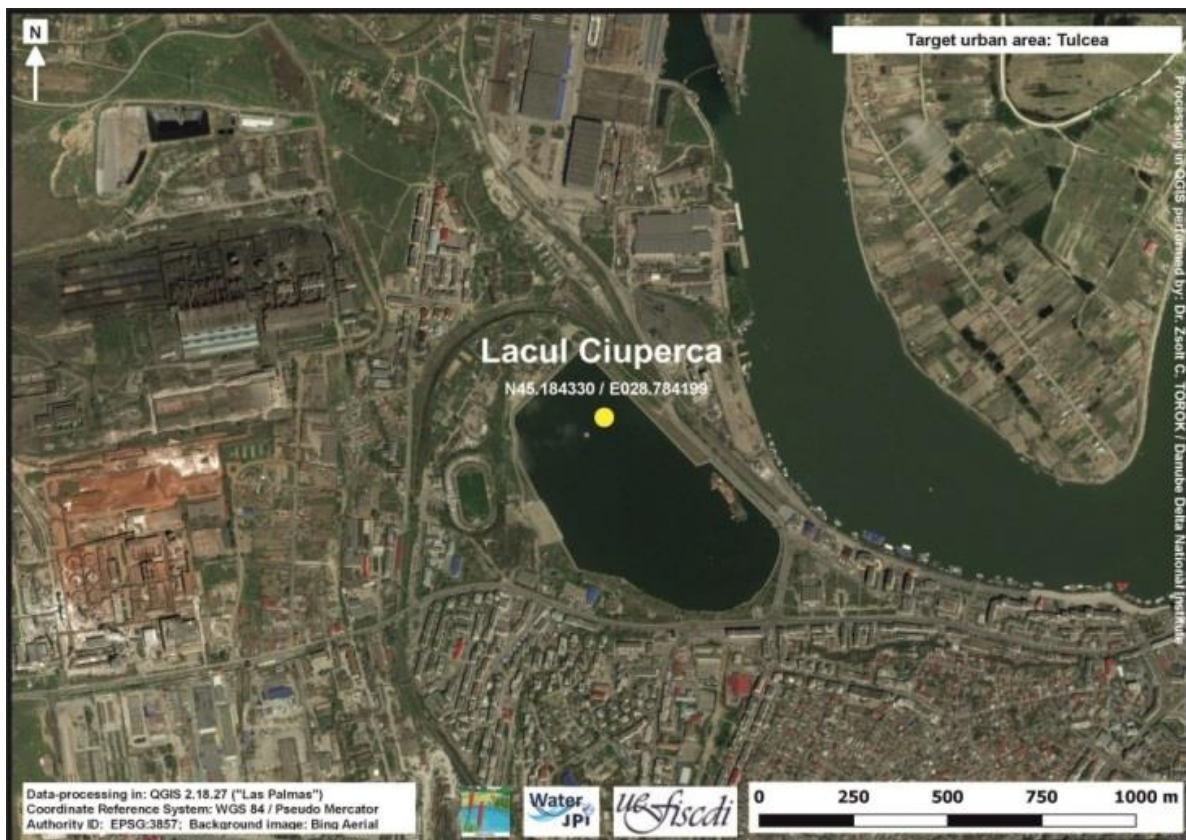 N
Target urban area: Tulcea
Processing in QGIS performed by: Dr. Zsolt C. TOROK / Danube Delta National Institute
Lacul Ciuperca
N45.184330 / E028.784199
Data-processing in: QGIS 2.18.27 ("Las Palmas")
Coordinate Reference System: WGS 84 / Pseudo Mercator
Authority ID: EPSG:3857; Background image: Bing Aerial
Water
JPI
uefiscdi
0 250 500 750 1000 m